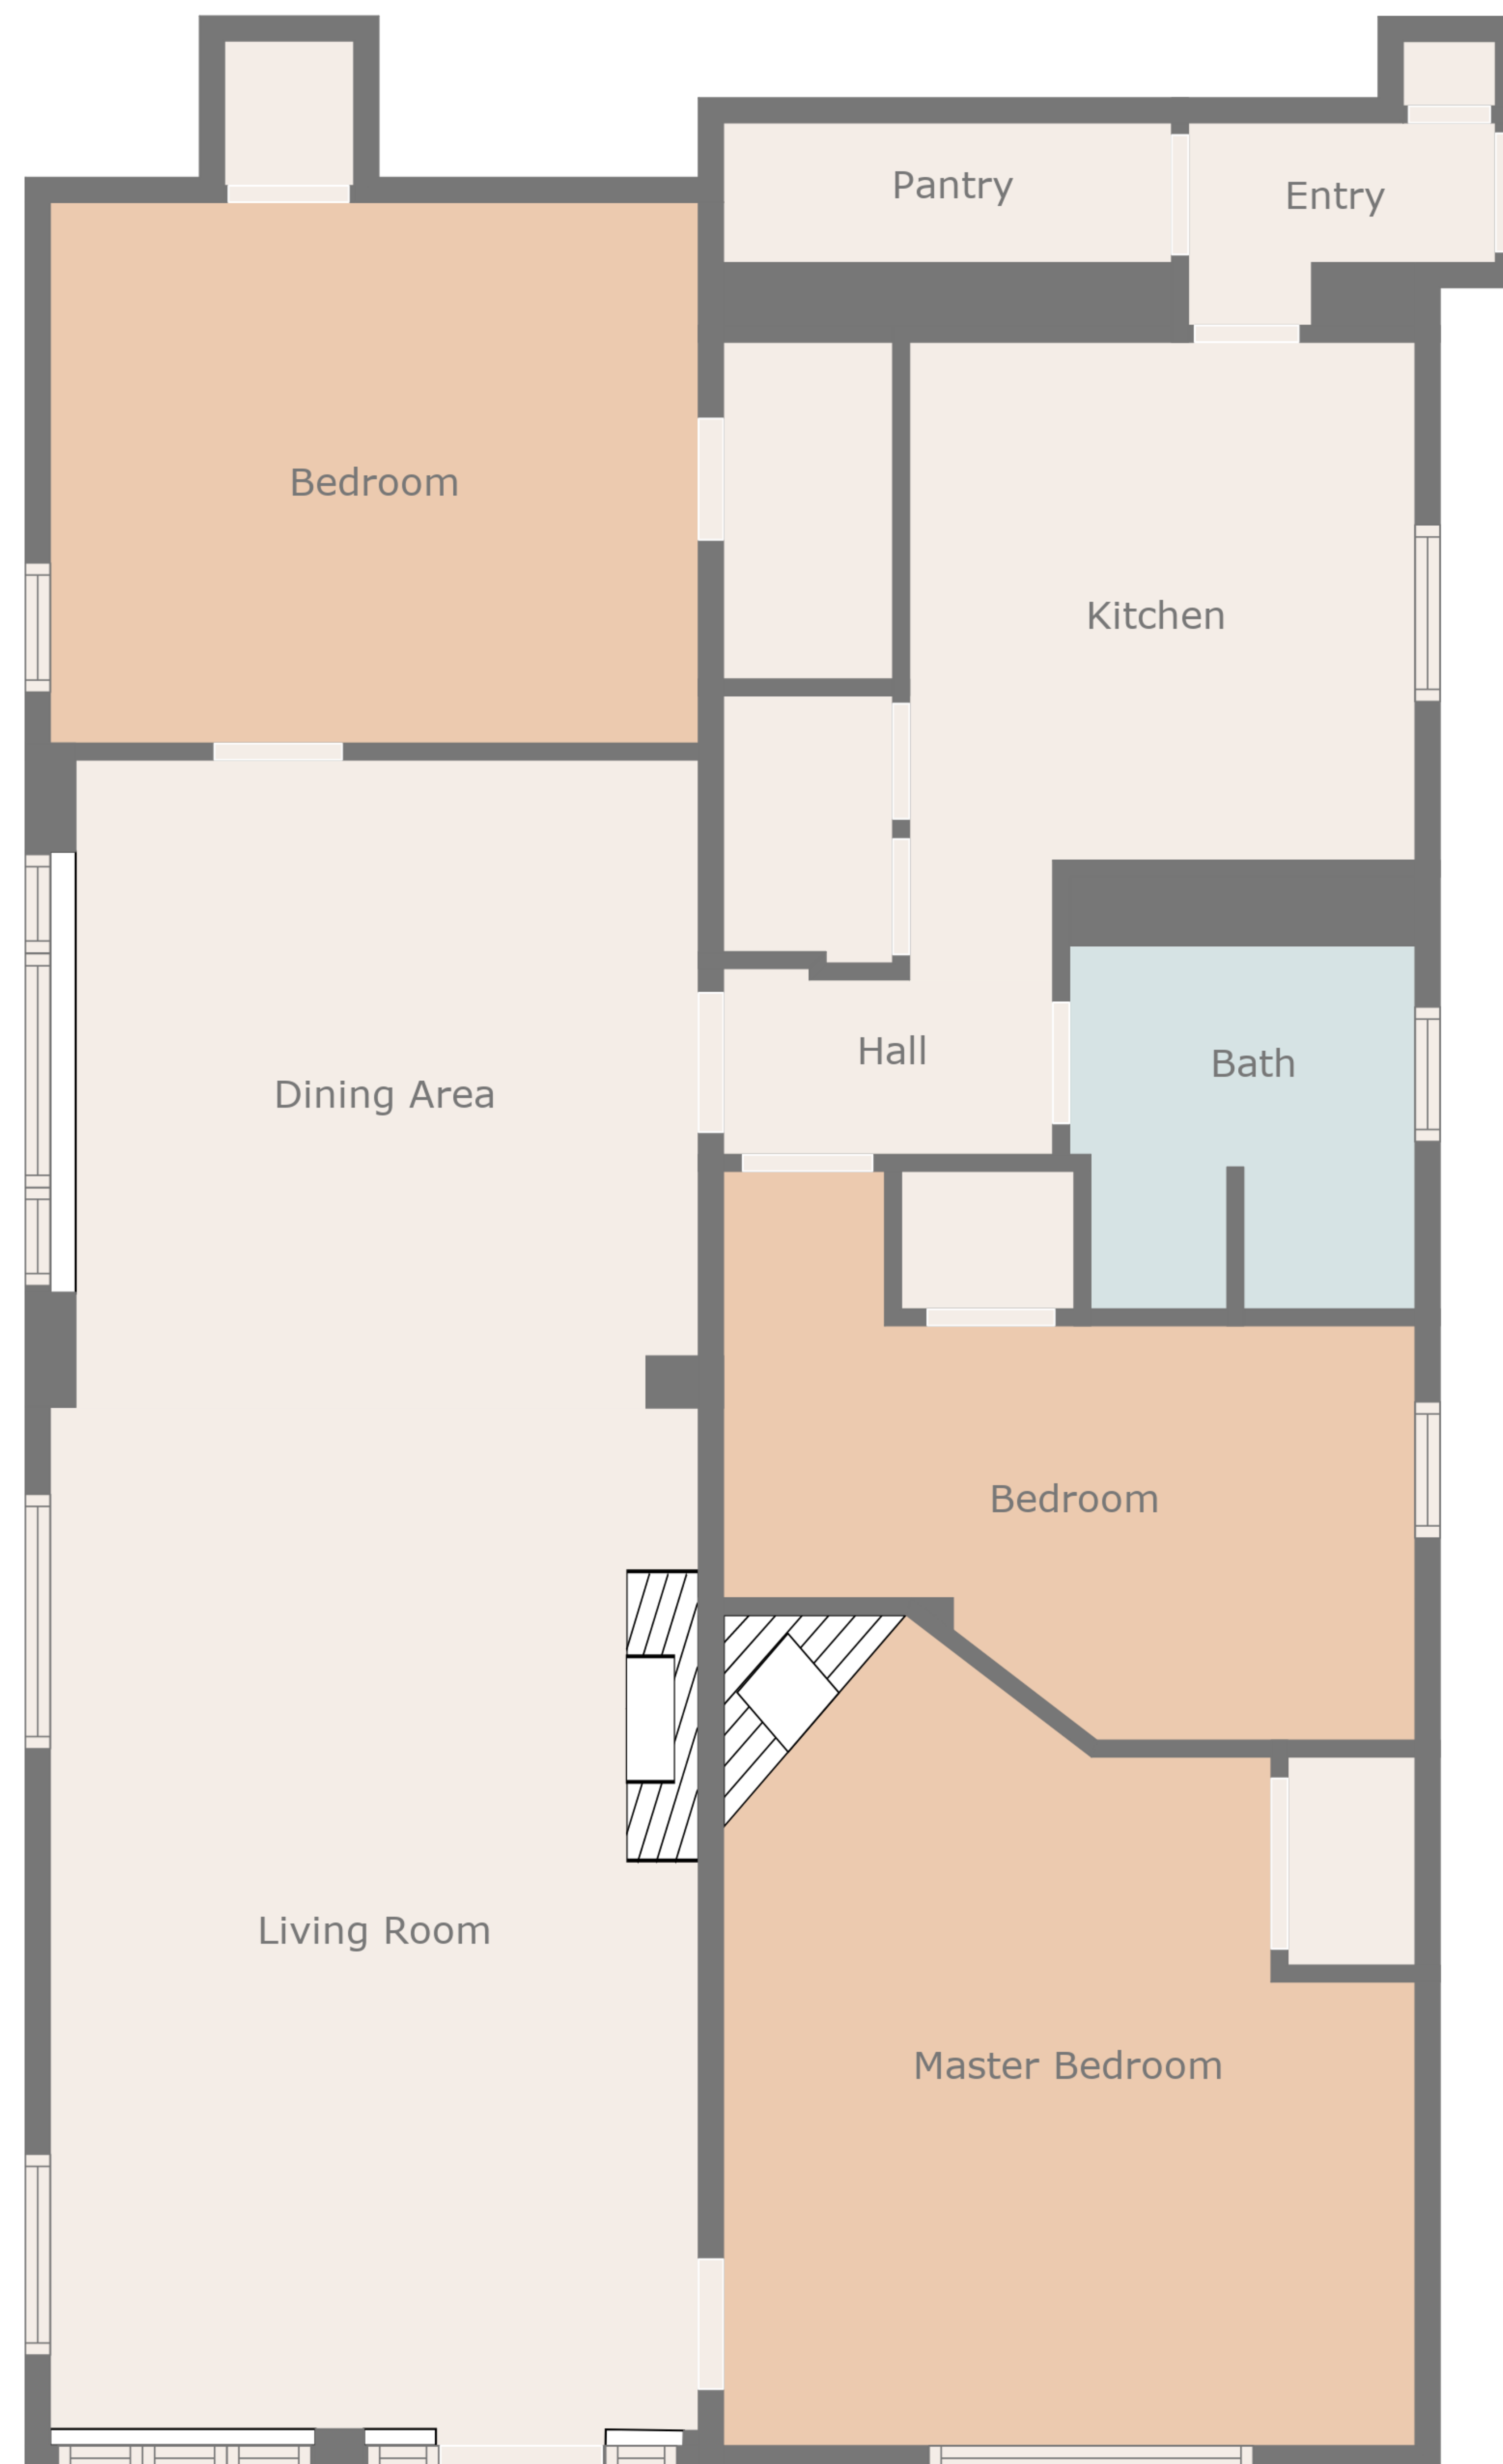 Pantry
Entry
Bedroom
Kitchen
Hall
Bath
Dining Area
Bedroom
Living Room
Master Bedroom